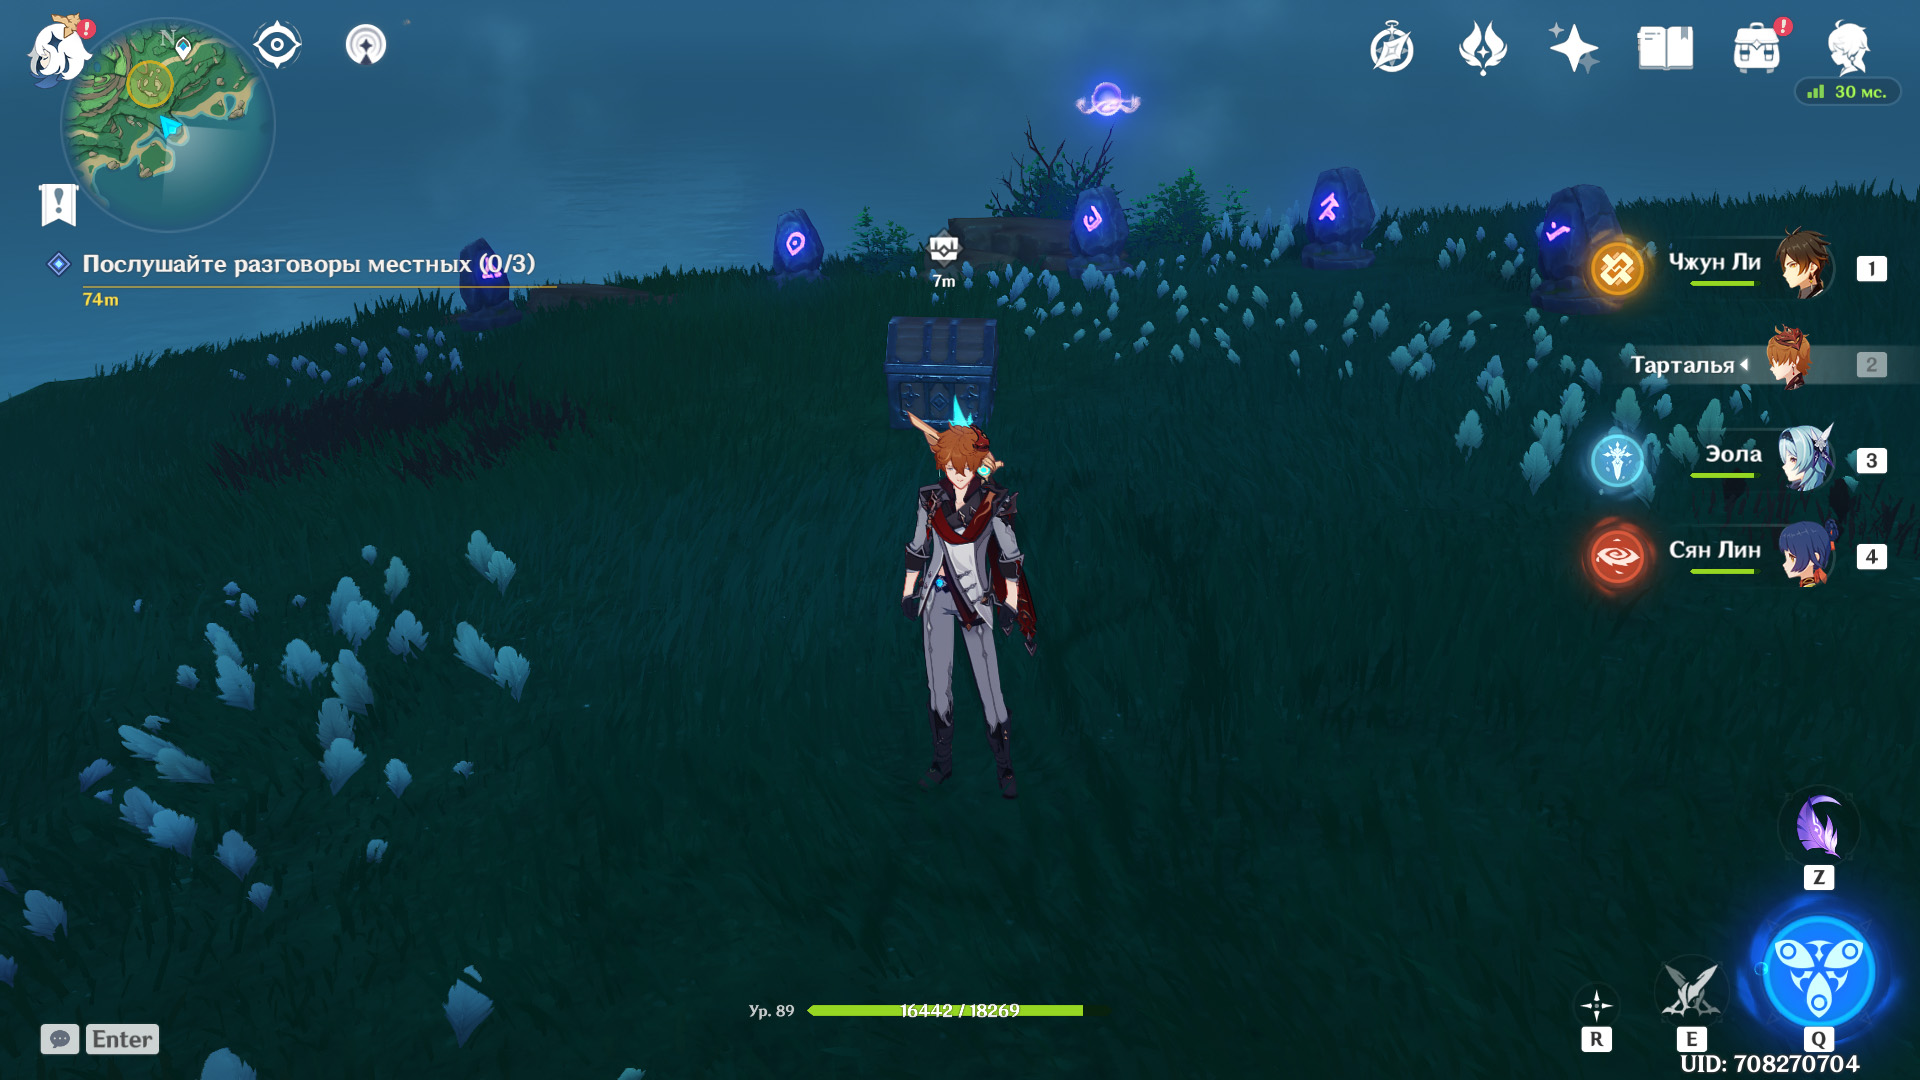 N
30 мс.
Послушайте разговоры местных (0/3)
74m
7m
Чжун Ли
1
Тарталья
2
Эола
3
Сян Лин
4
Z
Ур. 89
16442 / 18269
Enter
R
E
Q
UID: 708270704